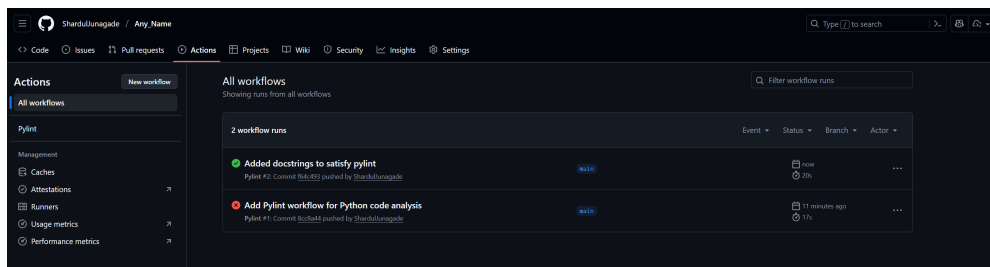 ShardulJunagade / Any_Name
Type / to search
Code Issues Pull requests Actions Projects Wiki Security Insights Settings
Actions
New workflow
All workflows
Pylint
Management
Caches
Attestations
Runners
Usage metrics
Performance metrics
All workflows
Showing runs from all workflows
Filter workflow runs
2 workflow runs
Event Status Branch Actor
Added docstrings to satisfy pylint
Pylint #2: Commit f64c493 pushed by ShardulJunagade
main
now
20s
Add Pylint workflow for Python code analysis
Pylint #1: Commit 8cc8a44 pushed by ShardulJunagade
main
11 minutes ago
17s